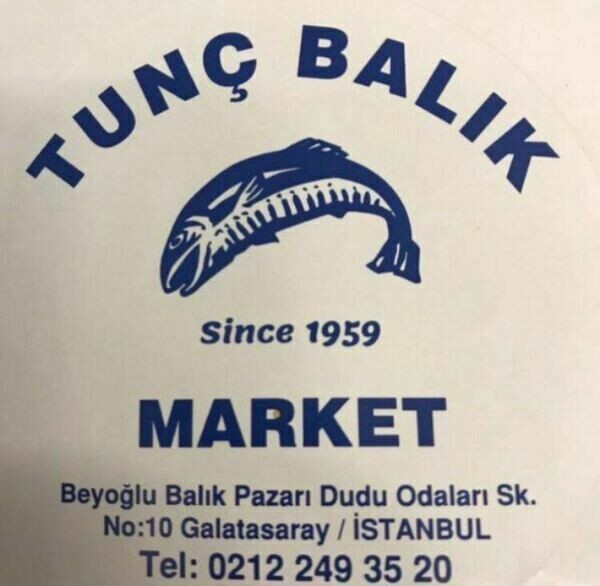 TUNÇ BALIK
Since 1959
MARKET
Beyoğlu Balık Pazarı Dudu Odaları Sk.
No:10 Galatasaray / İSTANBUL
Tel: 0212 249 35 20